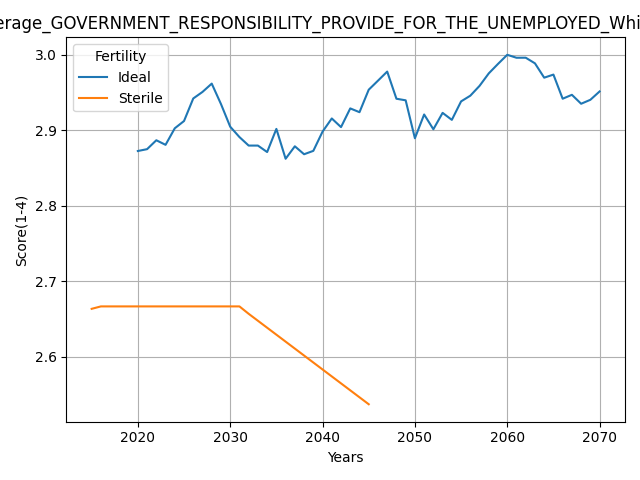 erage_GOVERNMENT_RESPONSIBILITY_PROVIDE_FOR_THE_UNEMPLOYED_Whi
Fertility
Ideal
Sterile
Score(1-4)
3.0
2.9
2.8
2.7
2.6
2020 2030 2040 2050 2060 2070
Years